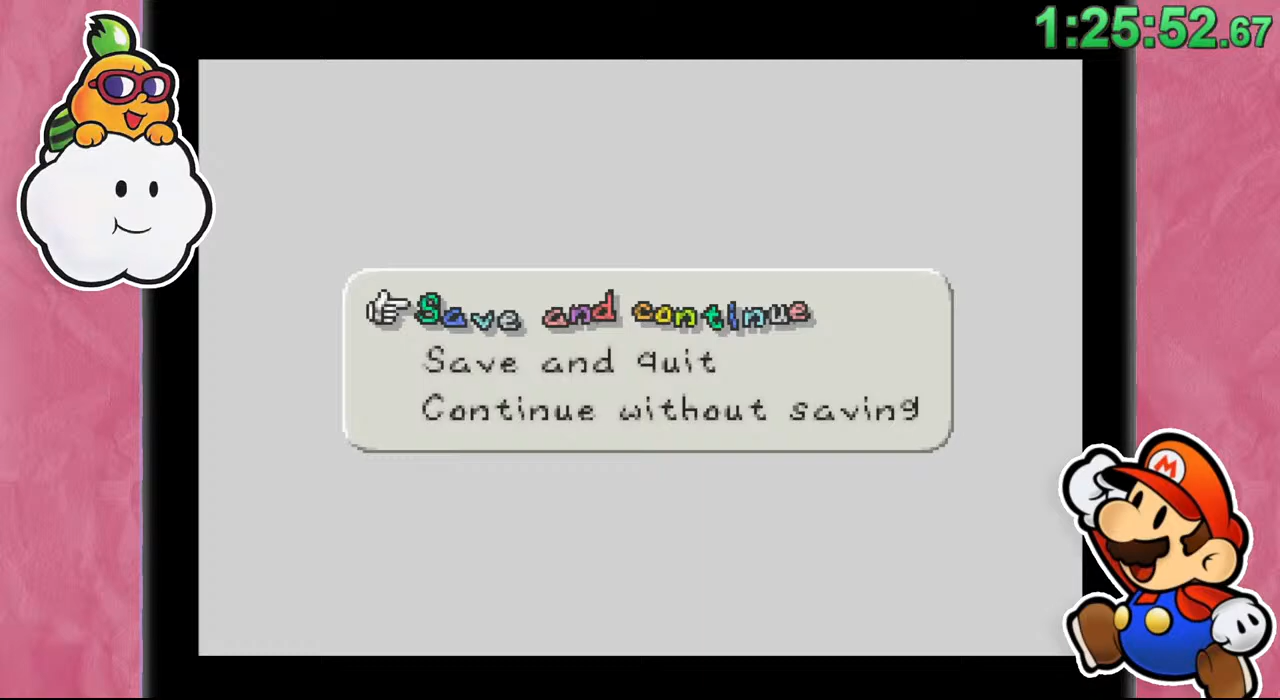 1:25:52.67
Save and continue
Save and quit
Continue without saving
M